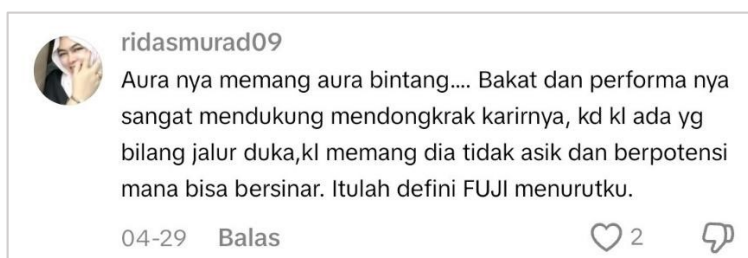 ridasmurad09
Aura nya memang aura bintang.... Bakat dan performa nya
sangat mendukung mendongkrak karirnya, kd kl ada yg
bilang jalur duka,kl memang dia tidak asik dan berpotensi
mana bisa bersinar. Itulah defini FUJI menurutku.
04-29 Balas 2